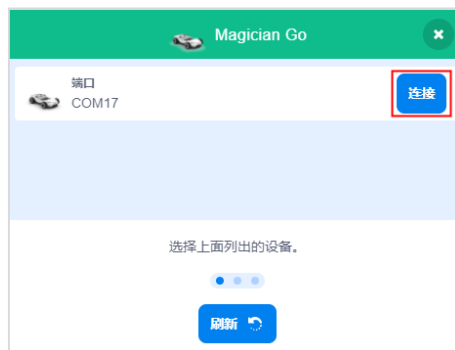 Magician Go
端口
COM17
连接
选择上面列出的设备。
刷新